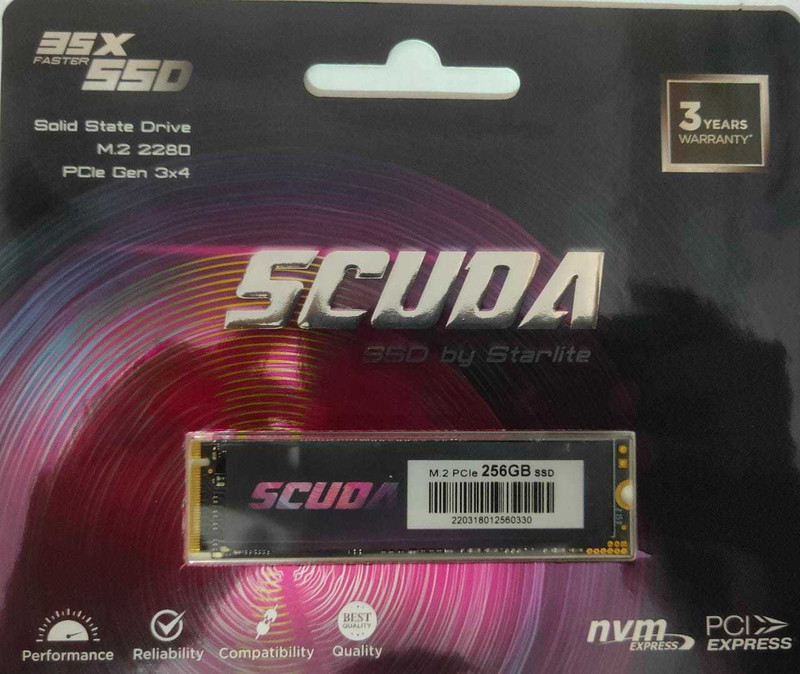 35X
FASTER SSD
Solid State Drive
M.2 2280
PCIe Gen 3x4
3 YEARS
WARRANTY*
SCUDA
SSD by Starlite
SCUDA
M.2 PCIe 256GB SSD
220318012560330
Performance
Reliability
Compatibility
BEST
QUALITY
Quality
nvm
EXPRESS
PCI
EXPRESS